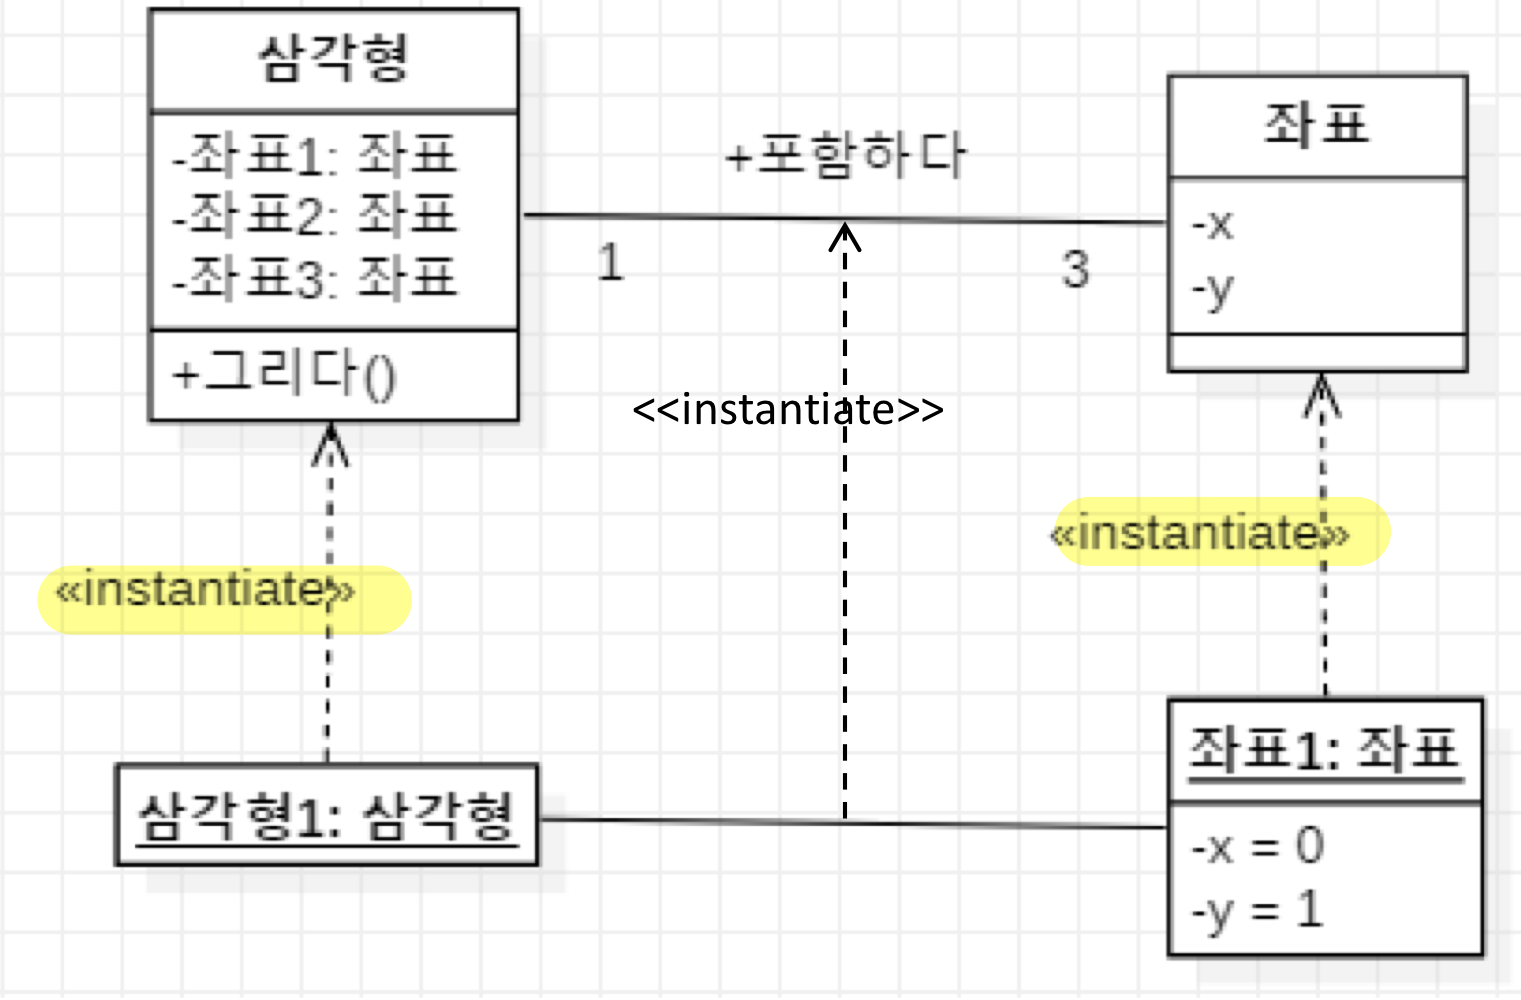 삼각형
-좌표1: 좌표
-좌표2: 좌표
-좌표3: 좌표
+그리다()
+포함하다
1
3
좌표
-x
-y
<<instantiate>>
«instantiate»
«instantiate»
삼각형1: 삼각형
좌표1: 좌표
-x = 0
-y = 1